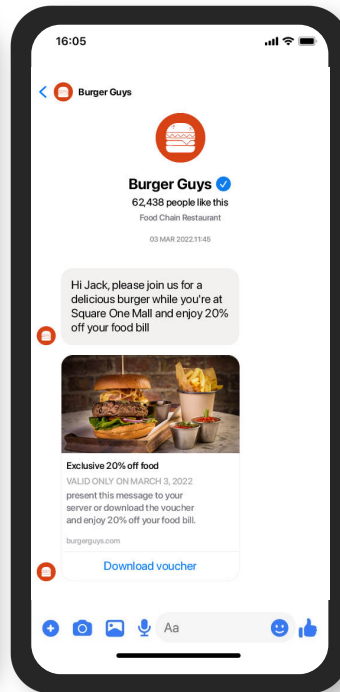 16:05
Burger Guys
Burger Guys
62,438 people like this
Food Chain Restaurant
03 MAR 2022.11:45
Hi Jack, please join us for a
delicious burger while you're at
Square One Mall and enjoy 20%
off your food bill
Exclusive 20% off food
VALID ONLY ON MARCH 3, 2022
present this message to your
server or download the voucher
and enjoy 20% off your food bill.
burgerguys.com
Download voucher
Aa